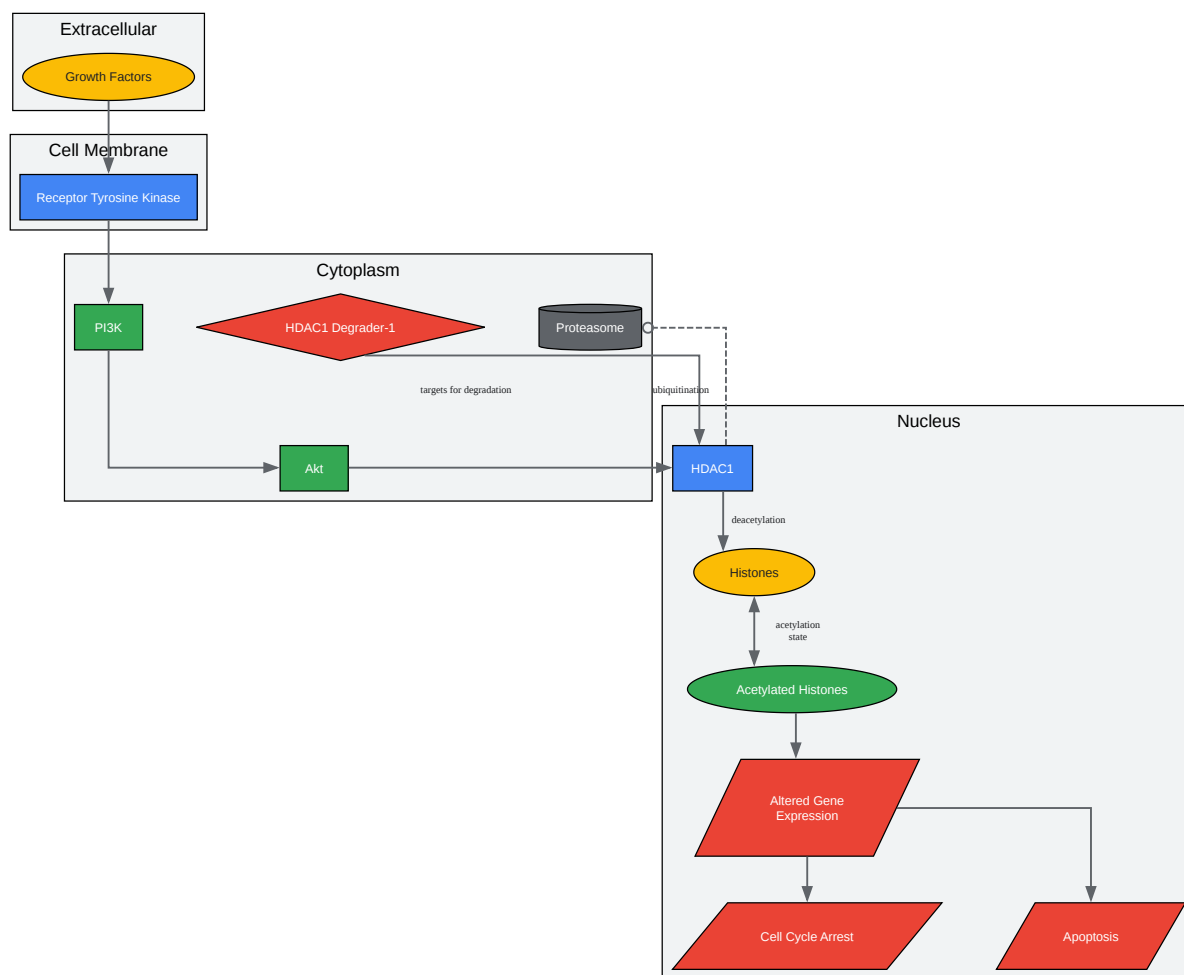 Extracellular
Growth Factors
Cell Membrane
Receptor Tyrosine Kinase
Cytoplasm
PI3K
HDAC1 Degrader-1
Proteasome
targets for degradation
ubiquitination
Nucleus
Akt
HDAC1
deacetylation
Histones
acetylation
state
Acetylated Histones
Altered Gene
Expression
Cell Cycle Arrest
Apoptosis